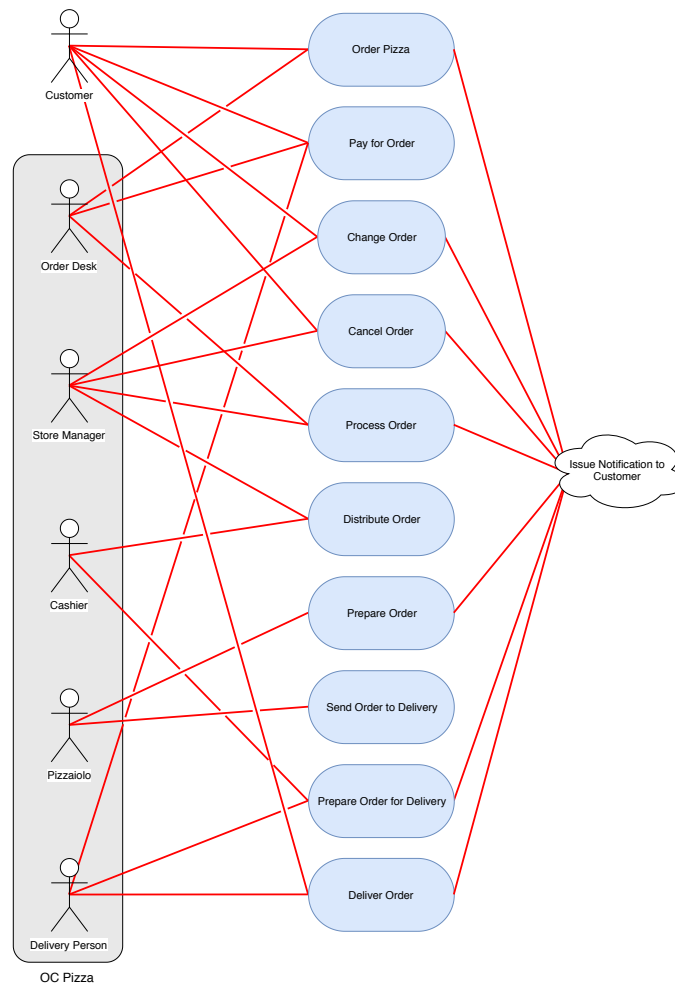 Customer
Order Pizza
Pay for Order
Order Desk
Change Order
Cancel Order
Store Manager
Process Order
Issue Notification to
Customer
Distribute Order
Cashier
Prepare Order
Send Order to Delivery
Pizzaiolo
Prepare Order for Delivery
Deliver Order
Delivery Person
OC Pizza